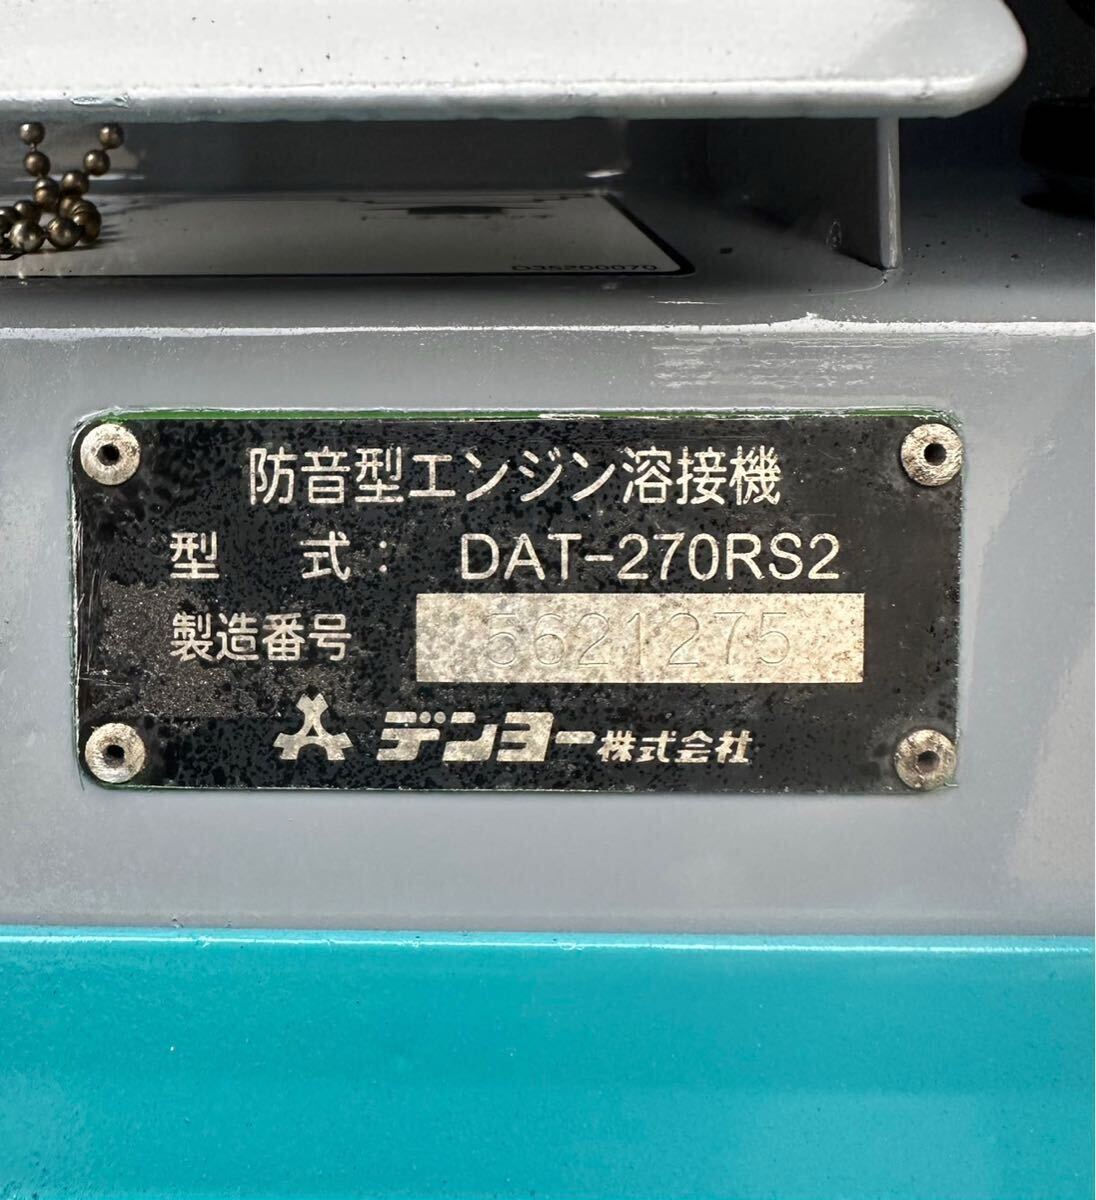 D35200070
防音型エンジン溶接機
型 式: DAT-270RS2
製造番号 5621275
デンヨー株式会社